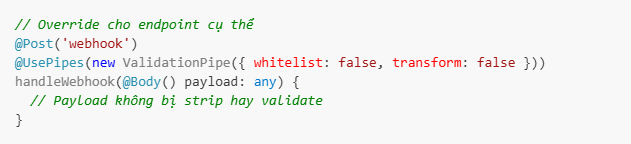 // Override cho endpoint cụ thể
@Post('webhook')
@UsePipes(new ValidationPipe({ whitelist: false, transform: false }))
handleWebhook(@Body() payload: any) {
  // Payload không bị strip hay validate
}